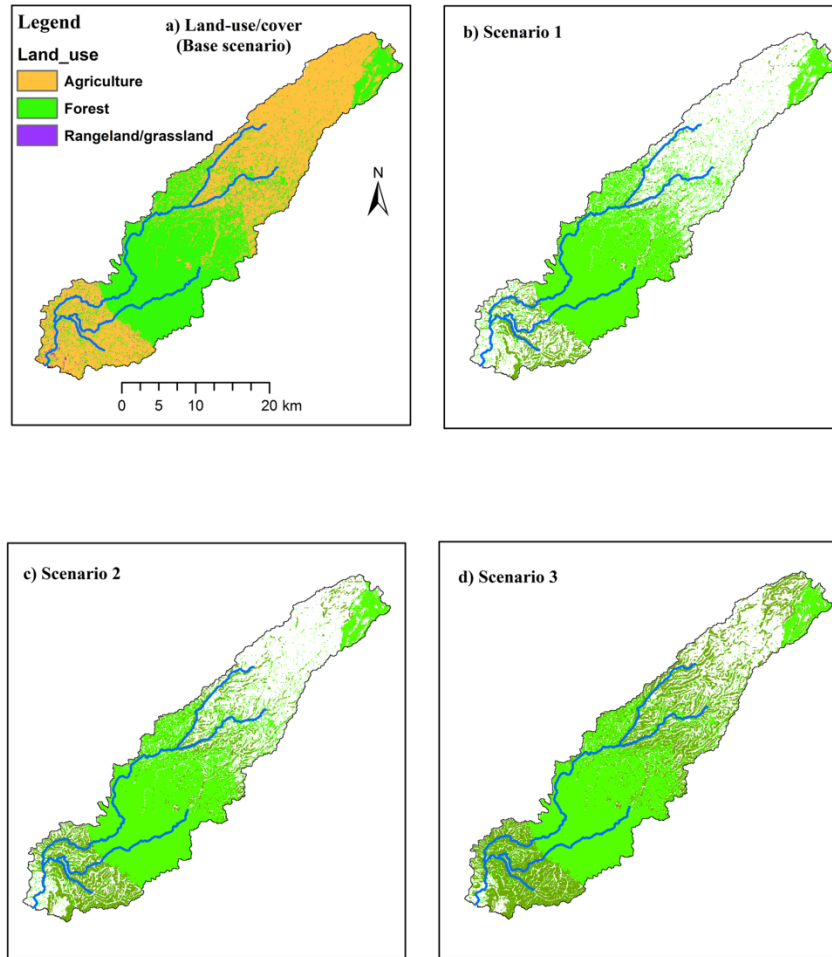 Legend
Land_use
Agriculture
Forest
Rangeland/grassland
a) Land-use/cover
(Base scenario)
N
0 5 10 20 km
b) Scenario 1
c) Scenario 2
d) Scenario 3